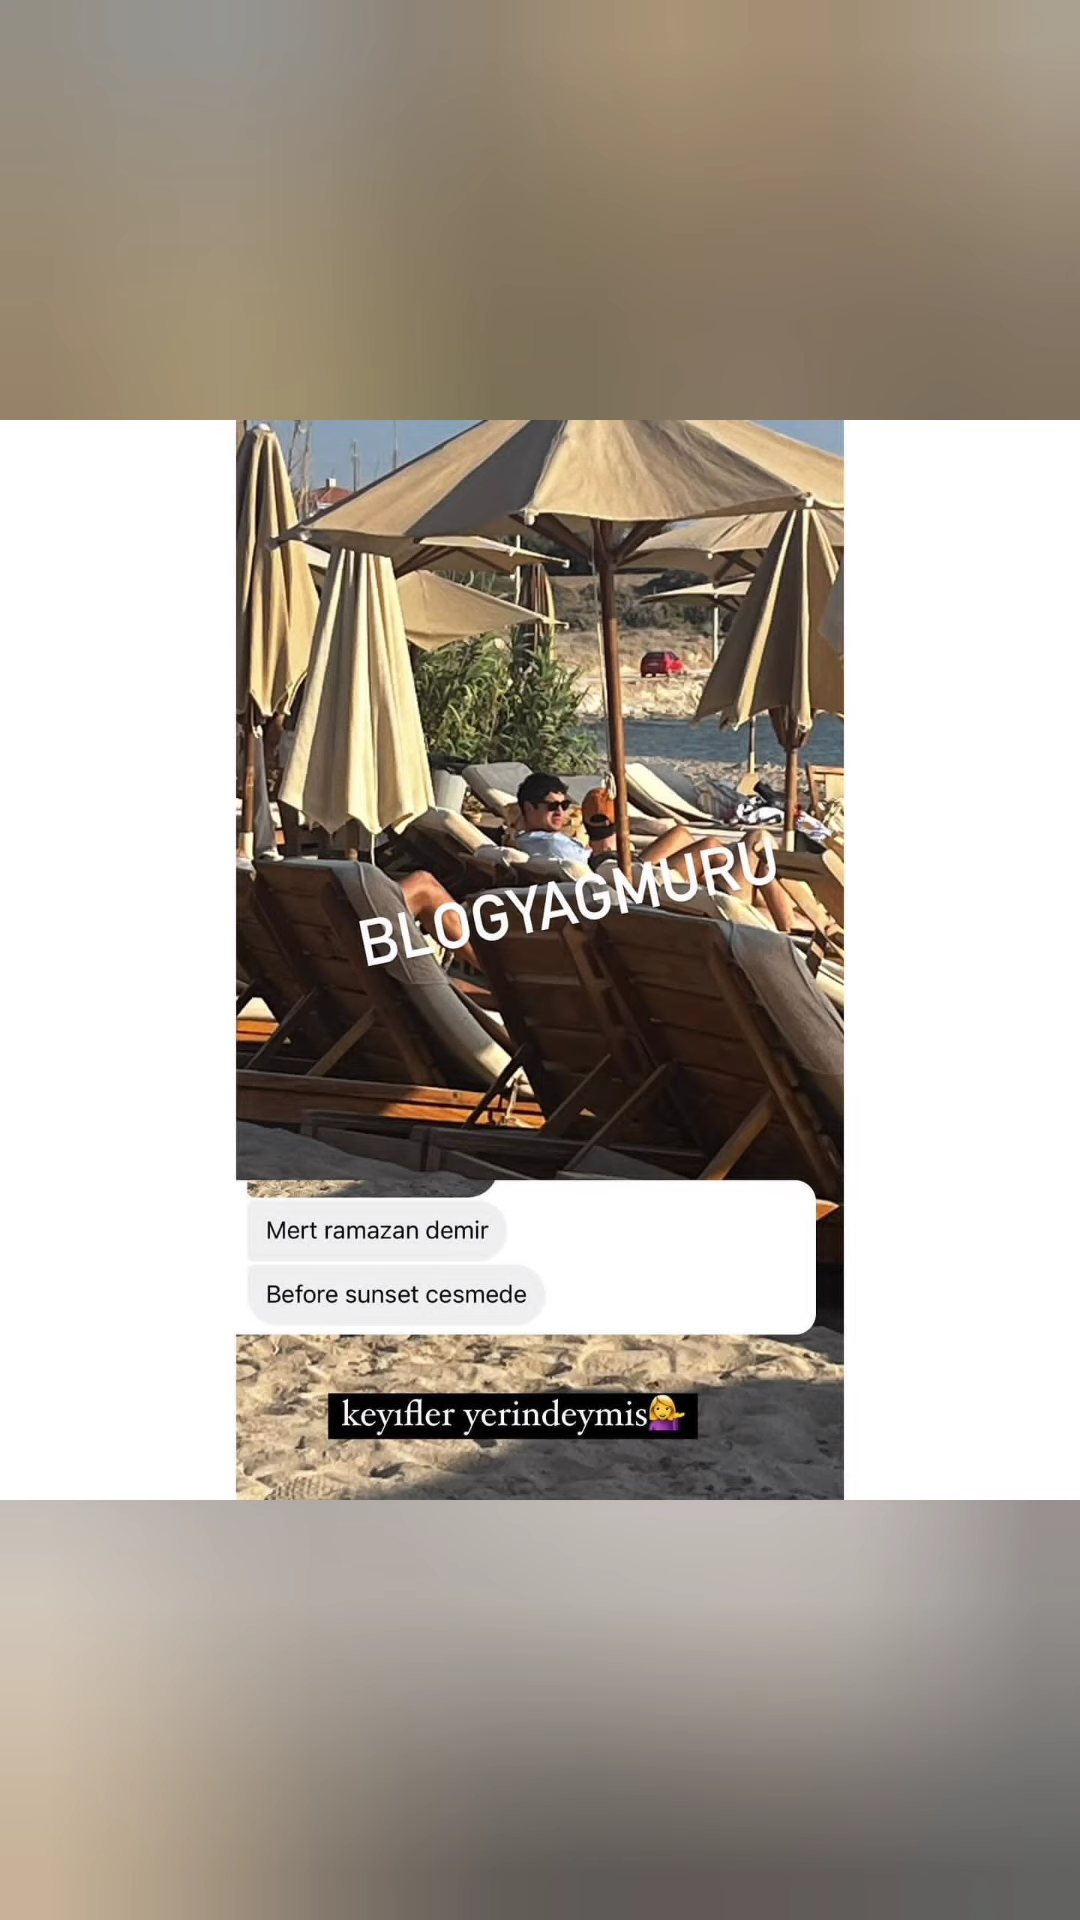 BLOGYAGMURU
Mert ramazan demir
Before sunset cesmede
keyıfler yerindeymis💁‍♀️